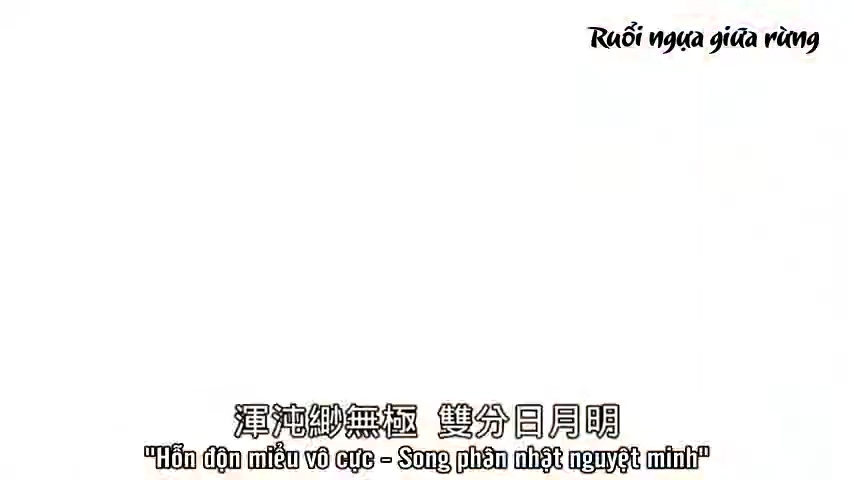 Ruổi ngựa giữa rừng
渾沌緲無極 雙分日月明
"Hỗn độn miểu vô cực - Song phân nhật nguyệt minh"